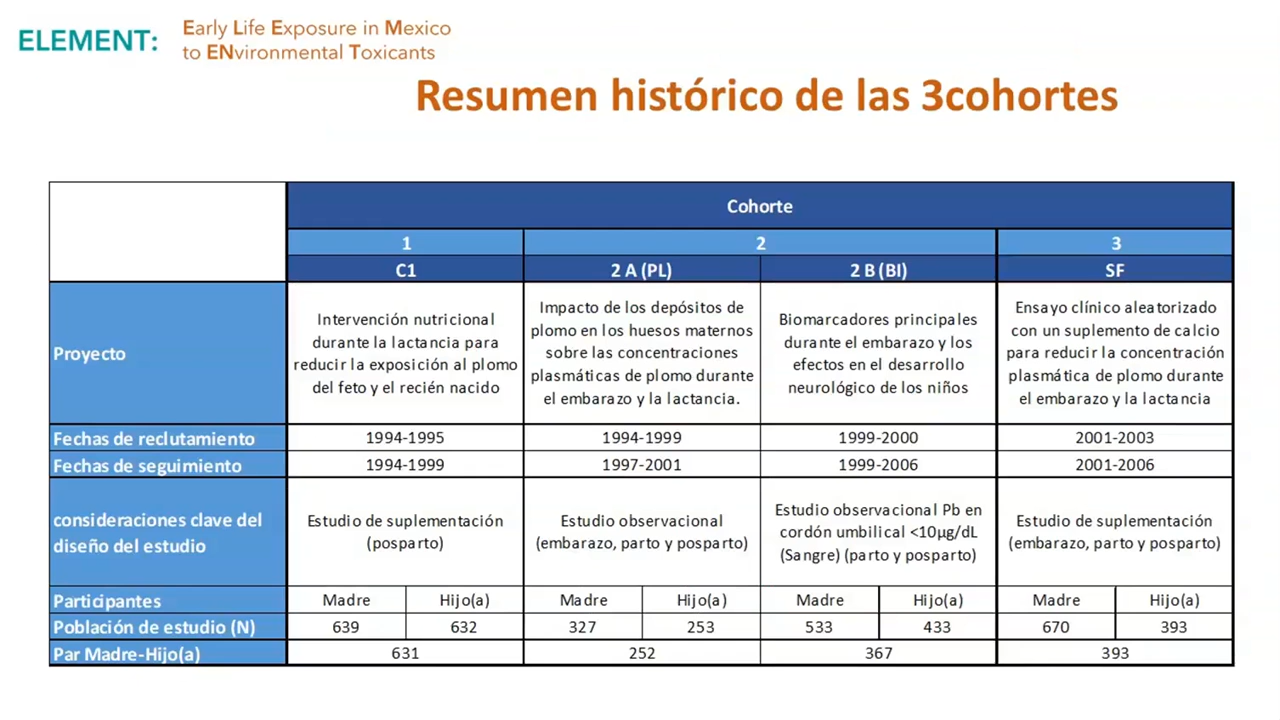 ELEMENT:
Early Life Exposure in Mexico
to ENvironmental Toxicants
Resumen histórico de las 3cohortes
Cohorte
1
2
3
C1
2 A (PL)
2 B (BI)
SF
Proyecto
Intervención nutricional
durante la lactancia para
reducir la exposición al plomo
del feto y el recién nacido
Impacto de los depósitos de
plomo en los huesos maternos
sobre las concentraciones
plasmáticas de plomo durante
el embarazo y la lactancia.
Biomarcadores principales
durante el embarazo y los
efectos en el desarrollo
neurológico de los niños
Ensayo clínico aleatorizado
con un suplemento de calcio
para reducir la concentración
plasmática de plomo durante
el embarazo y la lactancia
Fechas de reclutamiento
1994-1995
1994-1999
1999-2000
2001-2003
Fechas de seguimiento
1994-1999
1997-2001
1999-2006
2001-2006
consideraciones clave del
diseño del estudio
Estudio de suplementación
(posparto)
Estudio observacional
(embarazo, parto y posparto)
Estudio observacional Pb en
cordón umbilical <10µg/dL
(Sangre) (parto y posparto)
Estudio de suplementación
(embarazo, parto y posparto)
Participantes
Madre
Hijo(a)
Madre
Hijo(a)
Madre
Hijo(a)
Madre
Hijo(a)
Población de estudio (N)
639
632
327
253
533
433
670
393
Par Madre-Hijo(a)
631
252
367
393